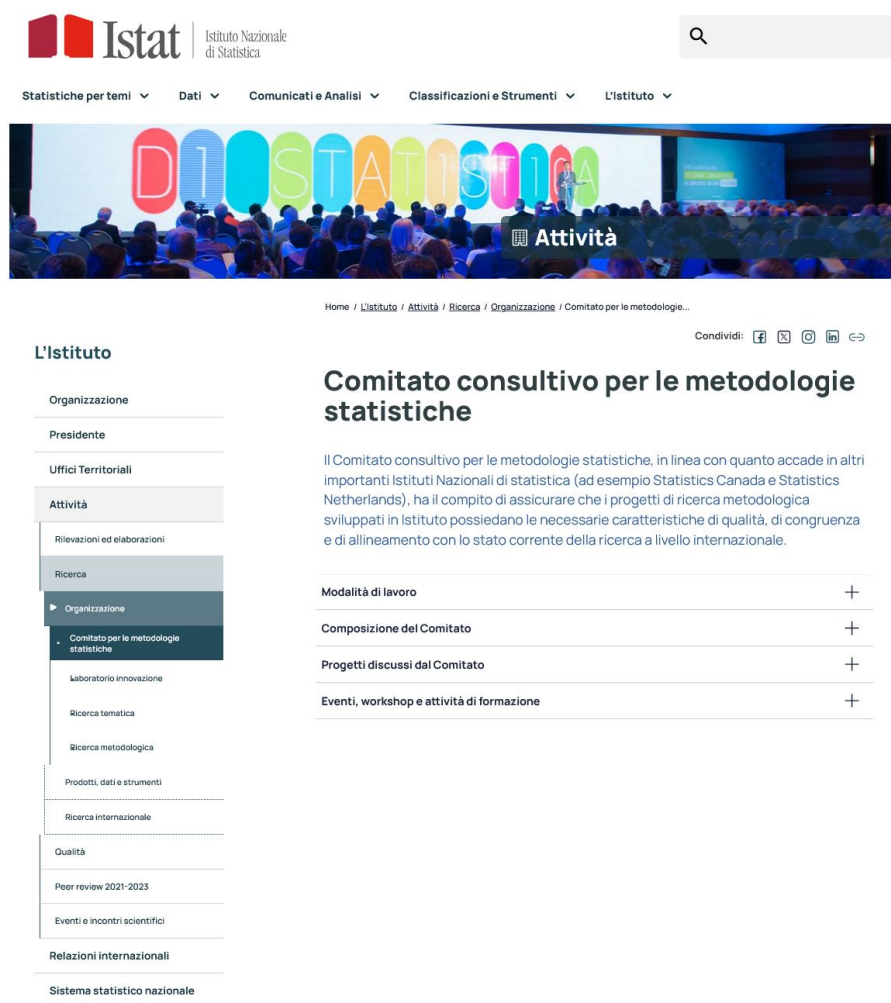 Istat
Istituto Nazionale
di Statistica
Statistiche per temi
Dati
Comunicati e Analisi
Classificazioni e Strumenti
L'Istituto
DIOSTATISTICA
Attività
Home / L'Istituto / Attività / Ricerca / Organizzazione / Comitato per le metodologie...
Condividi:
L'Istituto
Organizzazione
Presidente
Uffici Territoriali
Attività
Rilevazioni ed elaborazioni
Ricerca
Organizzazione
Comitato per le metodologie
statistiche
Laboratorio innovazione
Ricerca tematica
Ricerca metodologica
Prodotti, dati e strumenti
Ricerca internazionale
Qualità
Peer review 2021-2023
Eventi e incontri scientifici
Relazioni internazionali
Sistema statistico nazionale
Comitato consultivo per le metodologie
statistiche
Il Comitato consultivo per le metodologie statistiche, in linea con quanto accade in altri
importanti Istituti Nazionali di statistica (ad esempio Statistics Canada e Statistics
Netherlands), ha il compito di assicurare che i progetti di ricerca metodologica
sviluppati in Istituto possiedano le necessarie caratteristiche di qualità, di congruenza
e di allineamento con lo stato corrente della ricerca a livello internazionale.
Modalità di lavoro
Composizione del Comitato
Progetti discussi dal Comitato
Eventi, workshop e attività di formazione